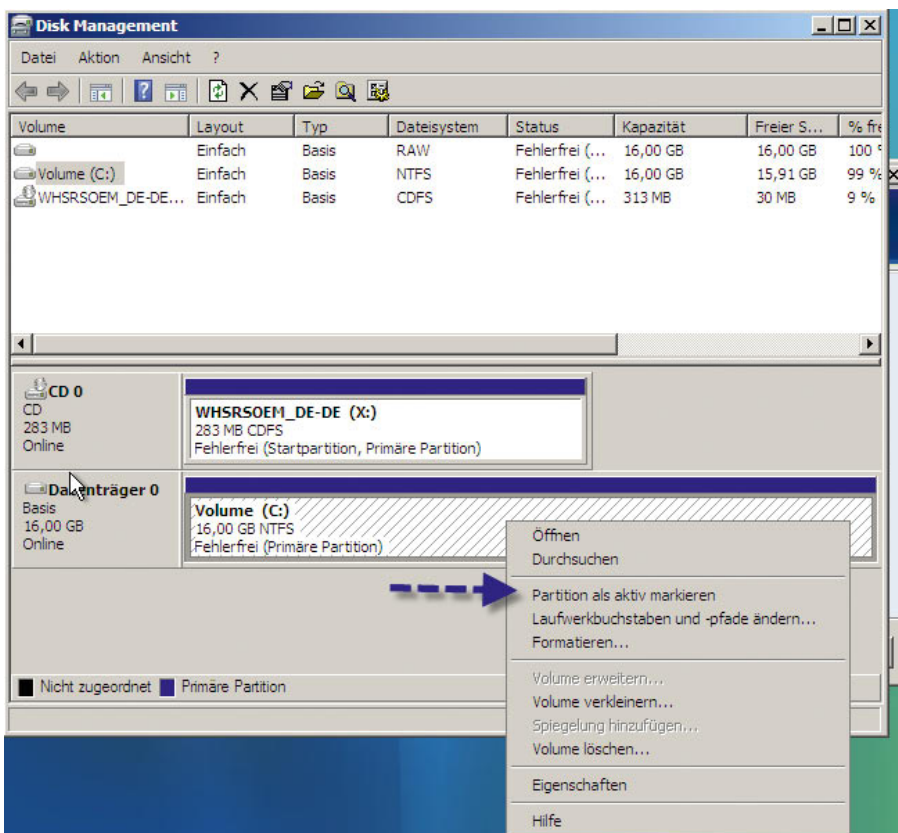 Disk Management
Datei Aktion Ansicht ?
Volume Layout Typ Dateisystem Status Kapazität Freier S... % fre
Einfach Basis RAW Fehlerfrei (... 16,00 GB 16,00 GB 100 %
Volume (C:) Einfach Basis NTFS Fehlerfrei (... 16,00 GB 15,91 GB 99 %
WHSRSOEM_DE-DE... Einfach Basis CDFS Fehlerfrei (... 313 MB 30 MB 9 %
CD 0
CD
283 MB
Online
WHSRSOEM_DE-DE (X:)
283 MB CDFS
Fehlerfrei (Startpartition, Primäre Partition)
Datenträger 0
Basis
16,00 GB
Online
Volume (C:)
16,00 GB NTFS
Fehlerfrei (Primäre Partition)
Öffnen
Durchsuchen
Partition als aktiv markieren
Laufwerkbuchstaben und -pfade ändern...
Formatieren...
Volume erweitern...
Volume verkleinern...
Spiegelung hinzufügen...
Volume löschen...
Eigenschaften
Hilfe
Nicht zugeordnet Primäre Partition